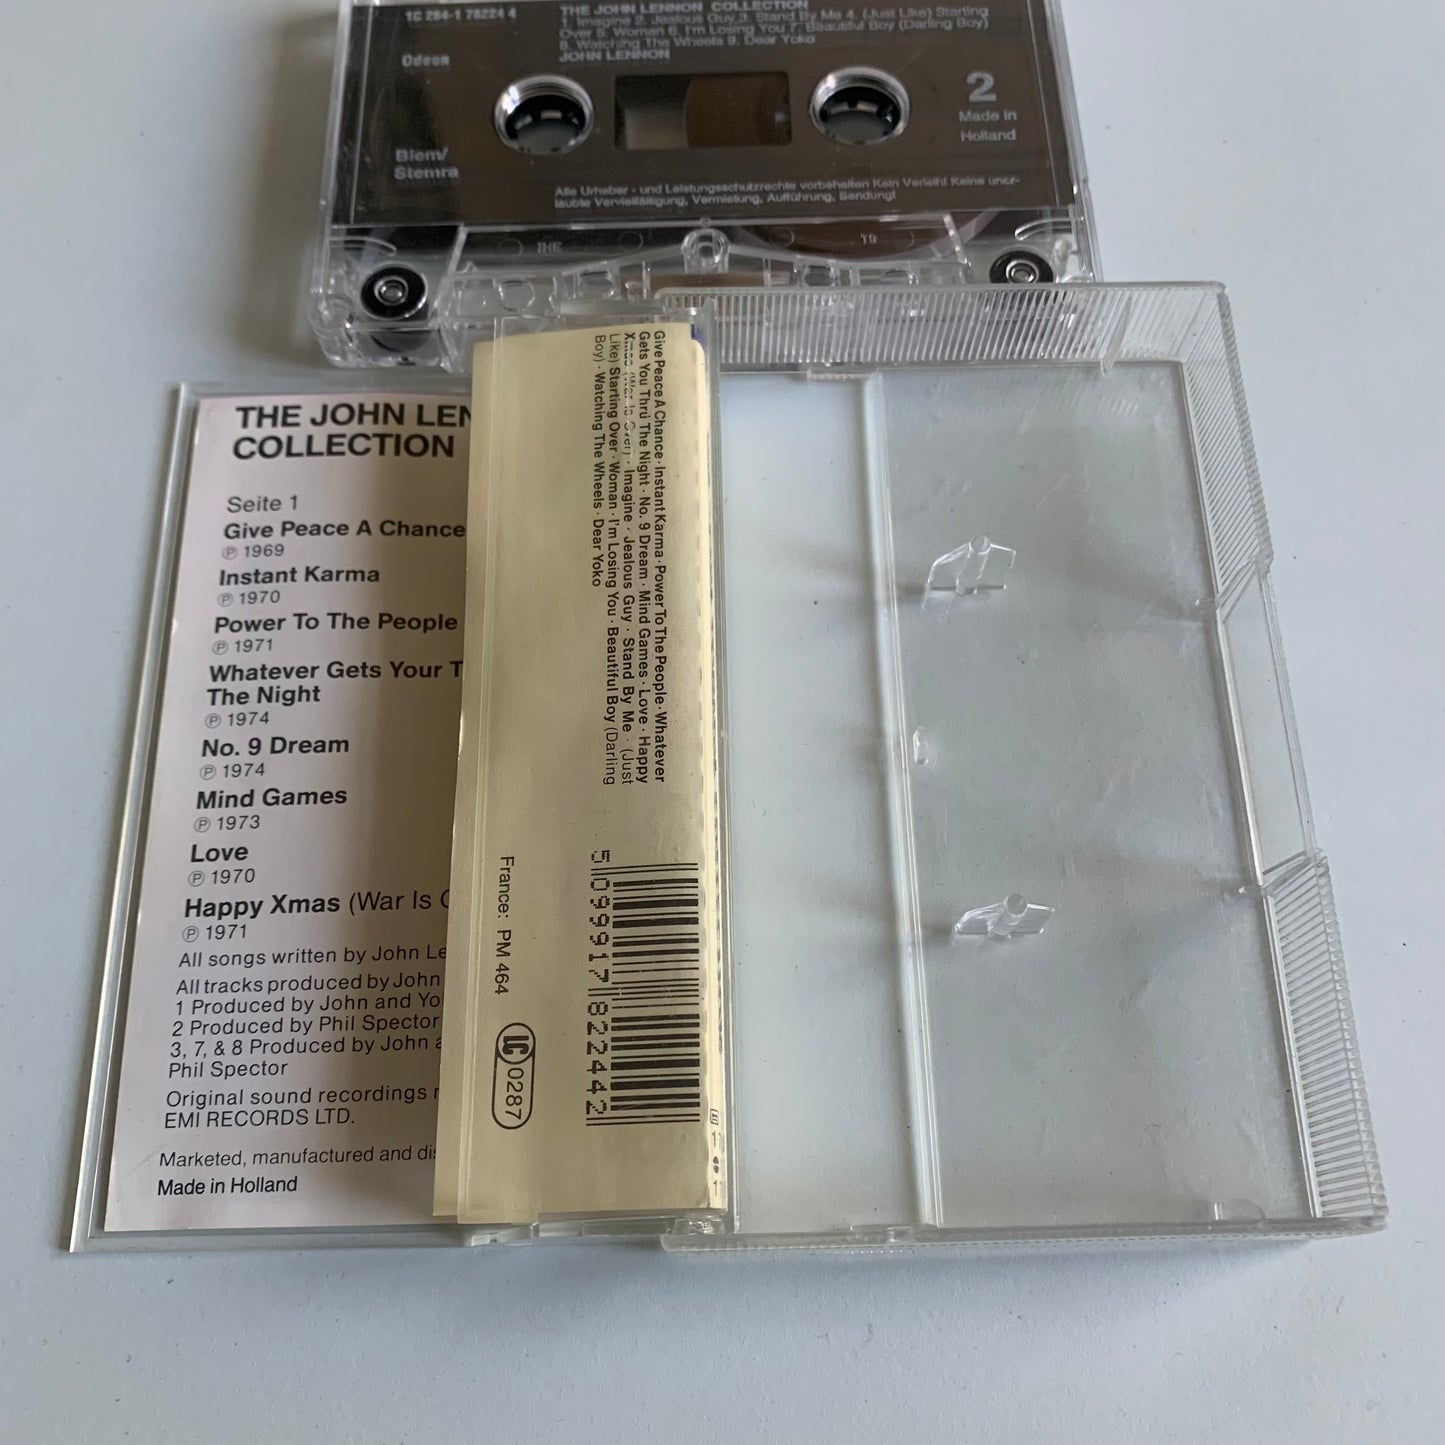 1C 264-1 78224 4
THE JOHN LENNON COLLECTION
1. Imagine 2. Jealous Guy 3. Stand By Me 4. (Just Like) Starting
Over 5. Woman 6. I'm Losing You 7. Beautiful Boy (Darling Boy)
8. Watching The Wheels 9. Dear Yoko
JOHN LENNON
Odeon
2
Made in
Holland
Biem/
Stemra
Alle Urheber - und Leistungsschutzrechte vorbehalten Kein Verleih! Keine uner-
laubte Vervielfältigung, Vermietung, Aufführung, Sendung!
THE JOHN LEN
COLLECTION
Seite 1
Give Peace A Chance
℗ 1969
Instant Karma
℗ 1970
Power To The People
℗ 1971
Whatever Gets Your T
The Night
℗ 1974
No. 9 Dream
℗ 1974
Mind Games
℗ 1973
Love
℗ 1970
Happy Xmas (War Is
℗ 1971
All songs written by John Le
All tracks produced by John
1 Produced by John and Yo
2 Produced by Phil Spector
3, 7, & 8 Produced by John a
Phil Spector
Original sound recordings
EMI RECORDS LTD.
Marketed, manufactured and dis
Made in Holland
Give Peace A Chance · Instant Karma · Power To The People · Whatever
Gets You Thru The Night · No. 9 Dream · Mind Games · Love · Happy
Xmas (War Is Over) · Imagine · Jealous Guy · Stand By Me · (Just
Like) Starting Over · Woman · I'm Losing You · Beautiful Boy (Darling
Boy) · Watching The Wheels · Dear Yoko
5 099917 822442
France: PM 464
LC 0287